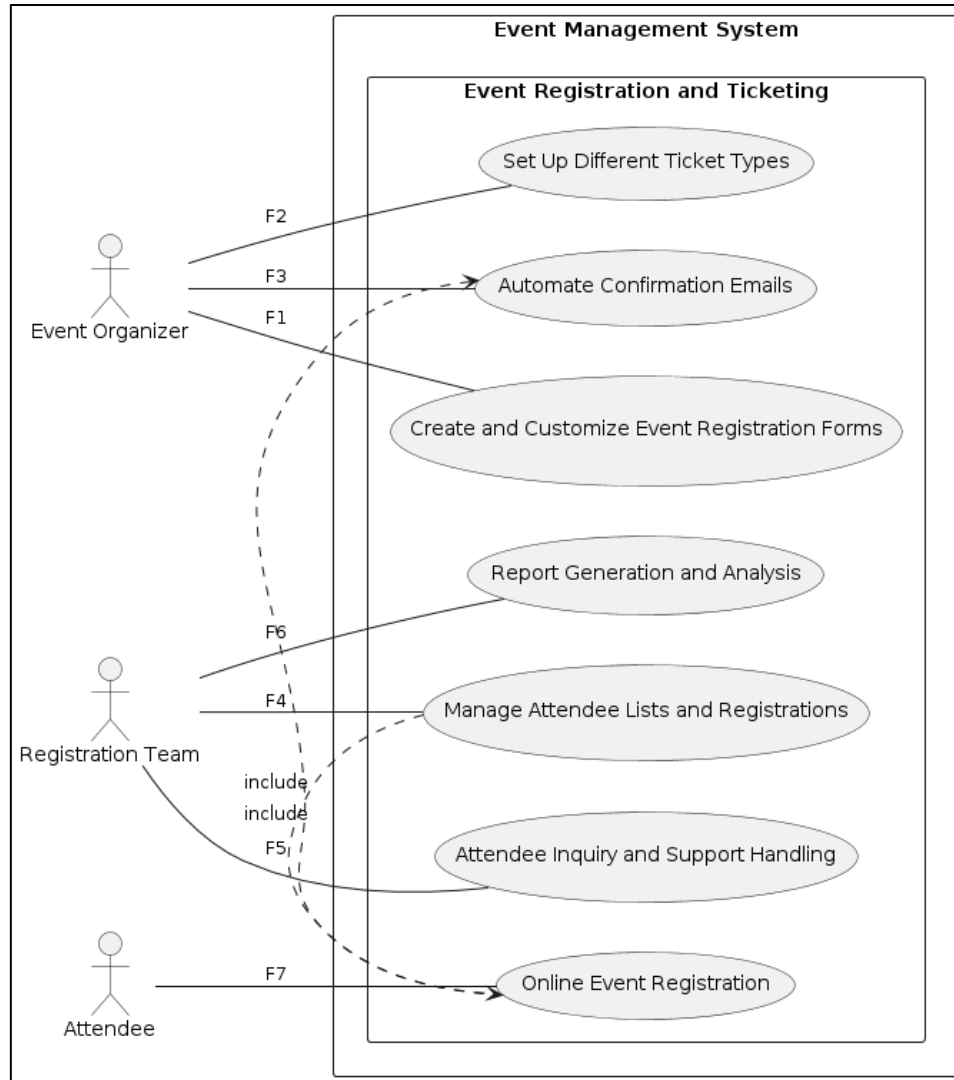 Event Management System
Event Registration and Ticketing
Set Up Different Ticket Types
F2
F3
Automate Confirmation Emails
F1
Event Organizer
Create and Customize Event Registration Forms
Report Generation and Analysis
F6
F4
Manage Attendee Lists and Registrations
Registration Team
include
include
F5
Attendee Inquiry and Support Handling
F7
Online Event Registration
Attendee